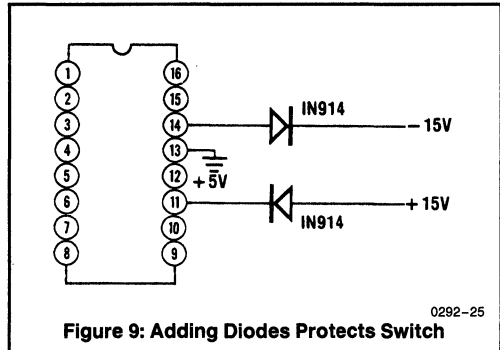 1 16
2 15
3 14 IN914 − 15V
4 13
5 12 + 5V
6 11 + 15V
7 10 IN914
8 9
0292–25
Figure 9: Adding Diodes Protects Switch